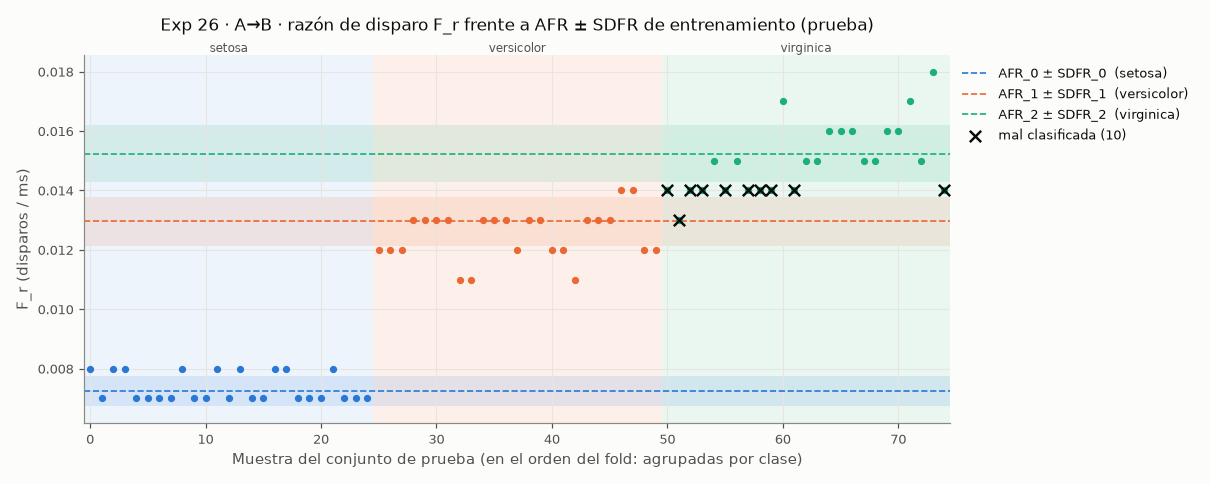 Exp 26 · A→B · razón de disparo F_r frente a AFR ± SDFR de entrenamiento (prueba)
setosa
versicolor
virginica
0.018
0.016
0.014
0.012
0.010
0.008
F_r (disparos / ms)
0
10
20
30
40
50
60
70
Muestra del conjunto de prueba (en el orden del fold: agrupadas por clase)
AFR_0 ± SDFR_0 (setosa)
AFR_1 ± SDFR_1 (versicolor)
AFR_2 ± SDFR_2 (virginica)
mal clasificada (10)